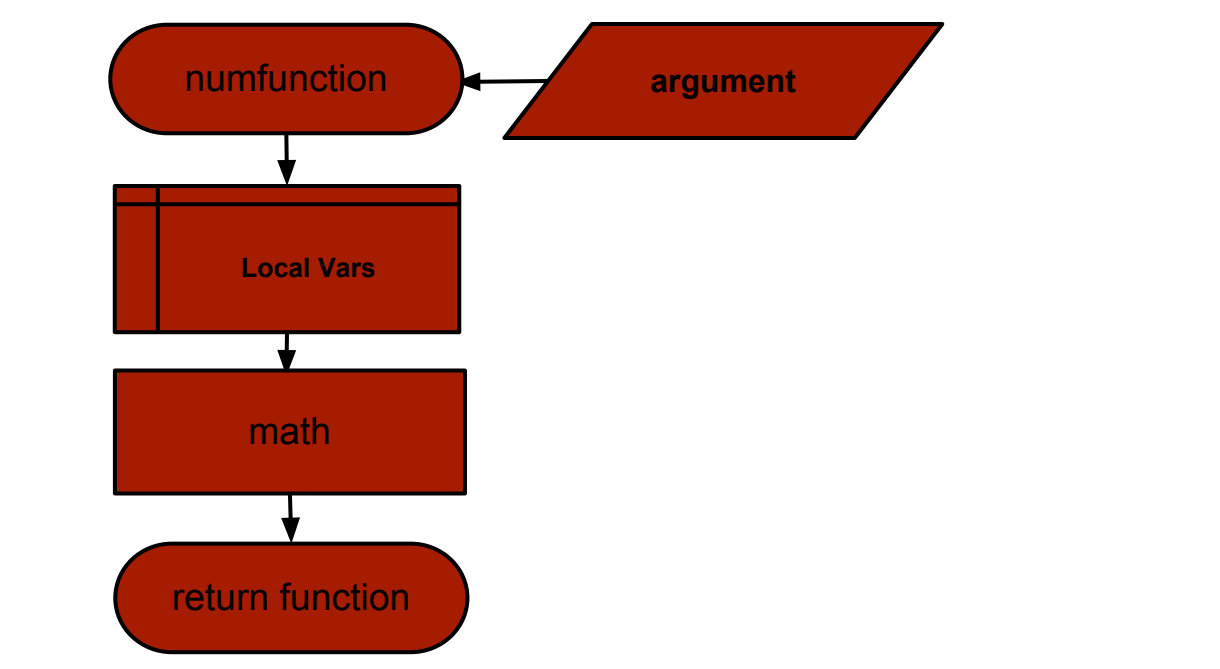 numfunction
argument
Local Vars
math
return function